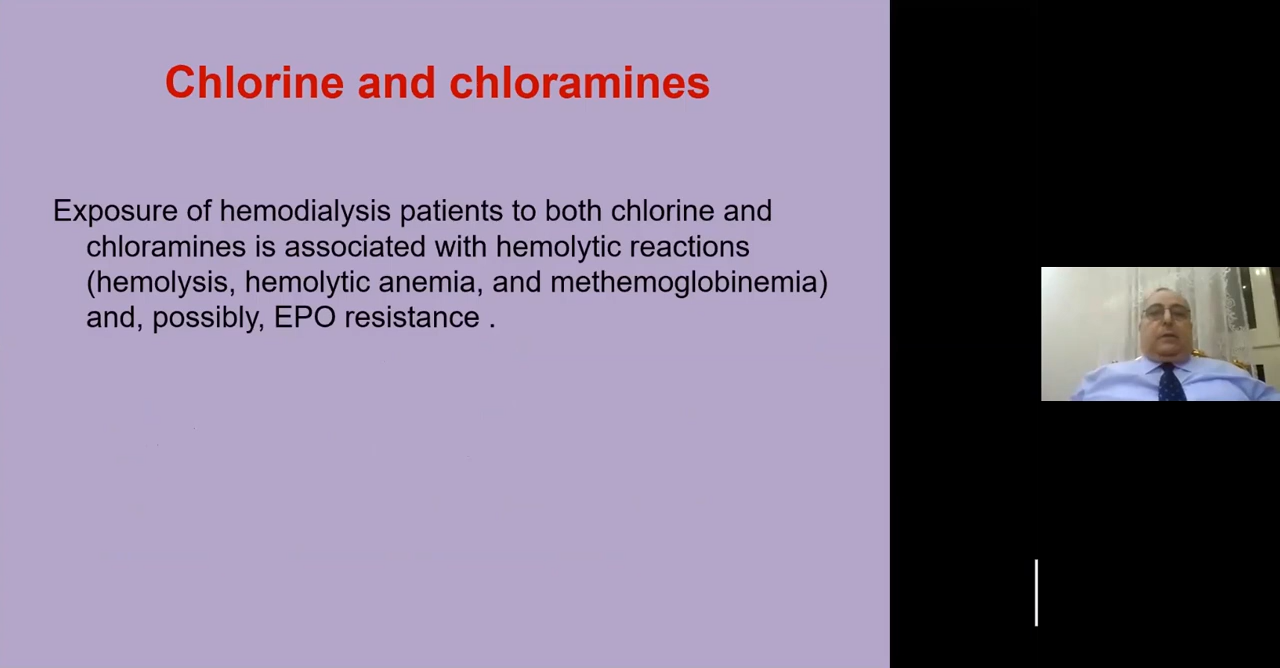 Chlorine and chloramines
Exposure of hemodialysis patients to both chlorine and
chloramines is associated with hemolytic reactions
(hemolysis, hemolytic anemia, and methemoglobinemia)
and, possibly, EPO resistance .